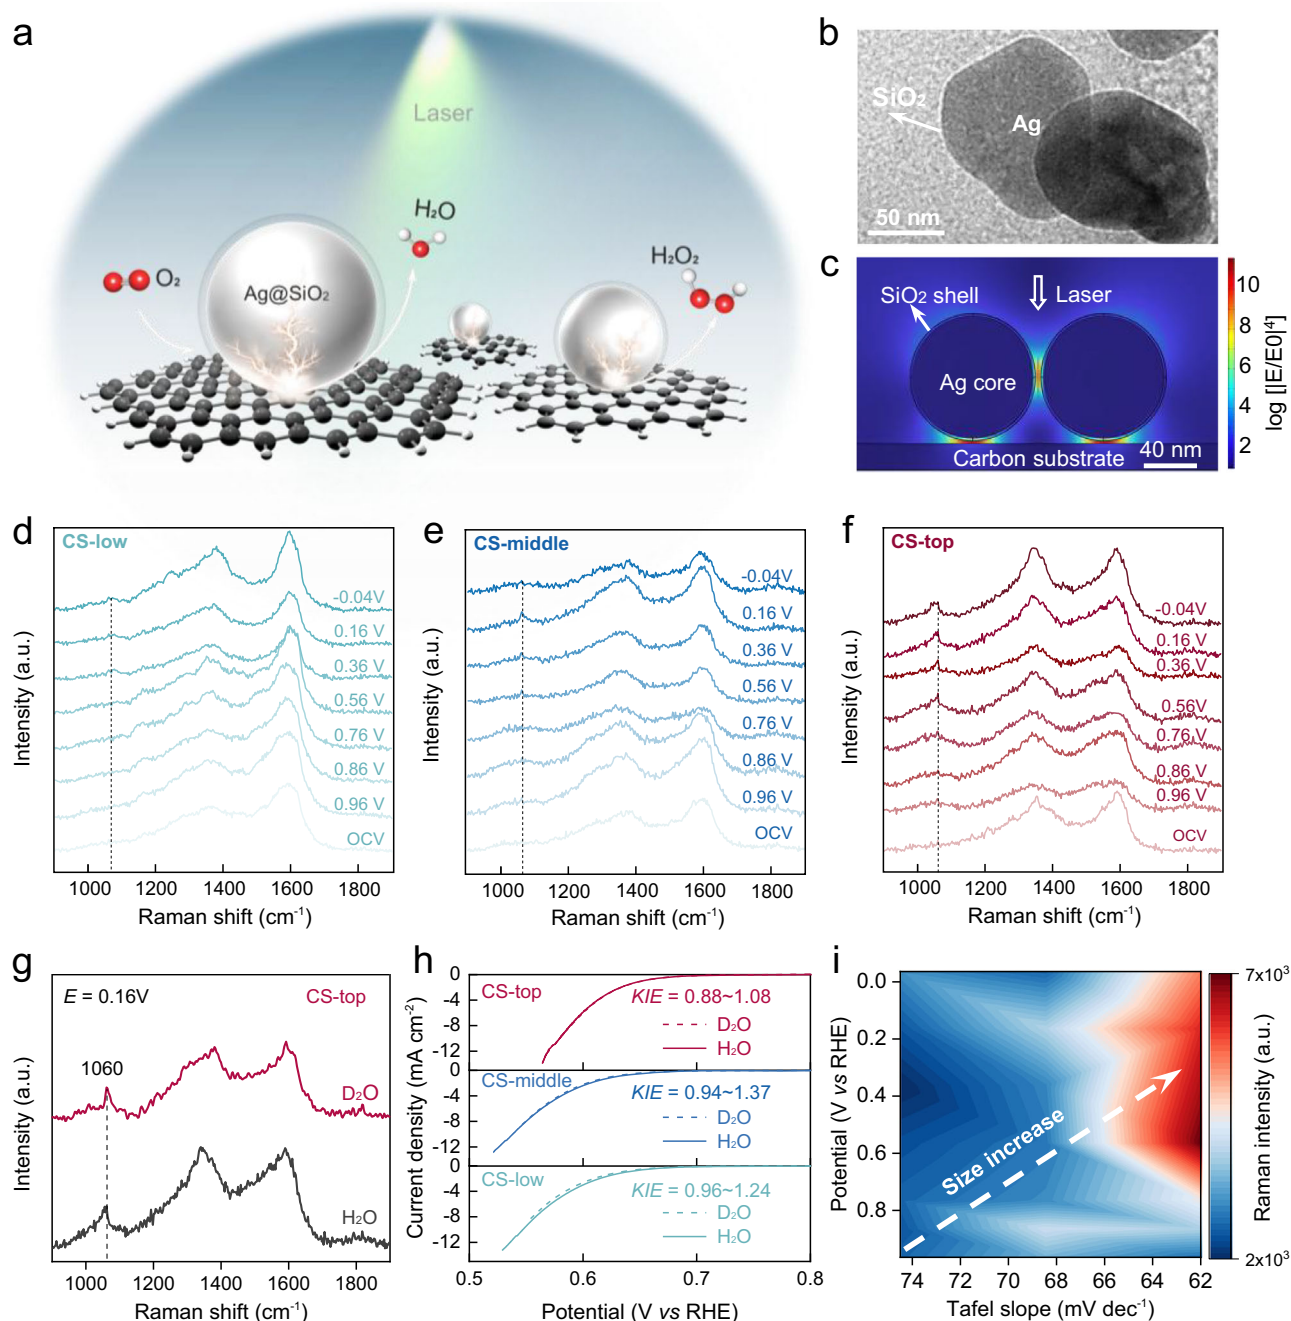 a
Laser
H₂O
O₂
H₂O₂
Ag@SiO₂
b
SiO₂
Ag
50 nm
c
SiO₂ shell
Laser
Ag core
Carbon substrate
40 nm
10
8
6
4
2
log [|E/E0|⁴]
d
CS-low
-0.04V
0.16 V
0.36 V
0.56 V
0.76 V
0.86 V
0.96 V
OCV
Intensity (a.u.)
1000 1200 1400 1600 1800
Raman shift (cm⁻¹)
e
CS-middle
-0.04V
0.16 V
0.36 V
0.56 V
0.76 V
0.86 V
0.96 V
OCV
Intensity (a.u.)
1000 1200 1400 1600 1800
Raman shift (cm⁻¹)
f
CS-top
-0.04V
0.16 V
0.36 V
0.56V
0.76 V
0.86 V
0.96 V
OCV
Intensity (a.u.)
1000 1200 1400 1600 1800
Raman shift (cm⁻¹)
g
E = 0.16V
CS-top
1060
D₂O
H₂O
Intensity (a.u.)
1000 1200 1400 1600 1800
Raman shift (cm⁻¹)
h
0
-4
-8
-12
0
-4
-8
-12
0
-4
-8
-12
Current density (mA cm⁻²)
CS-top
KIE = 0.88~1.08
D₂O
H₂O
CS-middle
KIE = 0.94~1.37
D₂O
H₂O
CS-low
KIE = 0.96~1.24
D₂O
H₂O
0.5 0.6 0.7 0.8
Potential (V vs RHE)
i
0.0
0.2
0.4
0.6
0.8
Potential (V vs RHE)
Size increase
74 72 70 68 66 64 62
Tafel slope (mV dec⁻¹)
7x10³
2x10³
Raman intensity (a.u.)